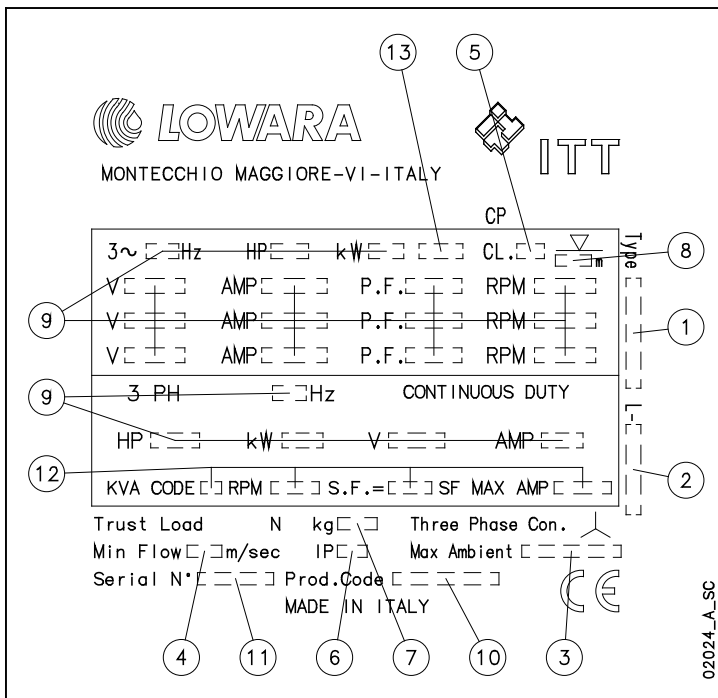 13 5
LOWARA ITT
MONTECCHIO MAGGIORE-VI-ITALY
CP
3~ Hz HP kW CL. m 8
V AMP P.F. RPM
9 V AMP P.F. RPM 1
V AMP P.F. RPM
Type
9 3 PH Hz CONTINUOUS DUTY
HP kW V AMP
L-
12 KVA CODE RPM S.F.= SF MAX AMP 2
Trust Load N kg Three Phase Con.
Min Flow m/sec IP Max Ambient
Serial N° Prod.Code CE
MADE IN ITALY
4 11 6 7 10 3
02024_A_SC